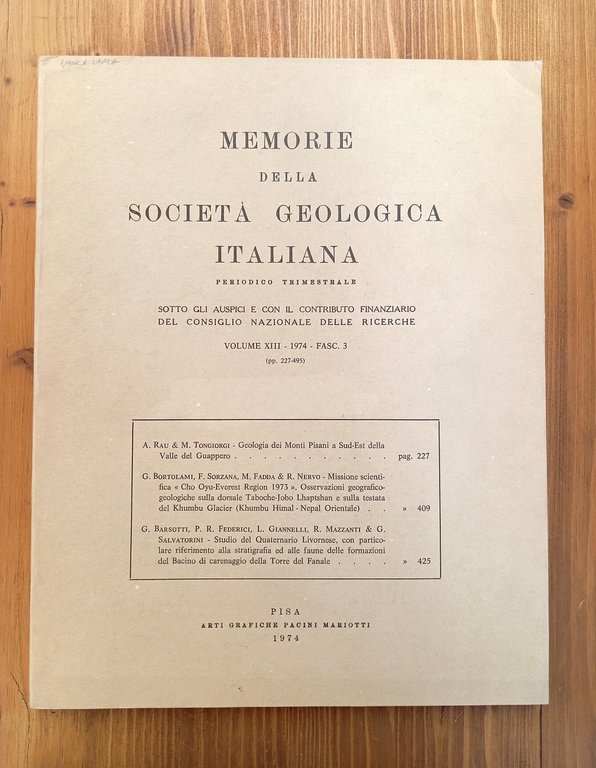 MEMORIE
DELLA
SOCIETÀ GEOLOGICA
ITALIANA
PERIODICO TRIMESTRALE
SOTTO GLI AUSPICI E CON IL CONTRIBUTO FINANZIARIO
DEL CONSIGLIO NAZIONALE DELLE RICERCHE
VOLUME XIII - 1974 - FASC. 3
(pp. 227-495)
A. RAU & M. TONGIORGI - Geologia dei Monti Pisani a Sud-Est della
Valle del Guappero . . . . . . . . . . pag. 227
G. BORTOLAMI, F. SORZANA, M. FADDA & R. NERVO - Missione scienti-
fica « Cho Oyu-Everest Region 1973 ». Osservazioni geografico-
geologiche sulla dorsale Taboche-Jobo Lhaptshan e sulla testata
del Khumbu Glacier (Khumbu Himal - Nepal Orientale) . . » 409
G. BARSOTTI, P. R. FEDERICI, L. GIANNELLI, R. MAZZANTI & G.
SALVATORINI - Studio del Quaternario Livornese, con partico-
lare riferimento alla stratigrafia ed alle faune delle formazioni
del Bacino di carenaggio della Torre del Fanale . . . . » 425
PISA
ARTI GRAFICHE PACINI MARIOTTI
1974